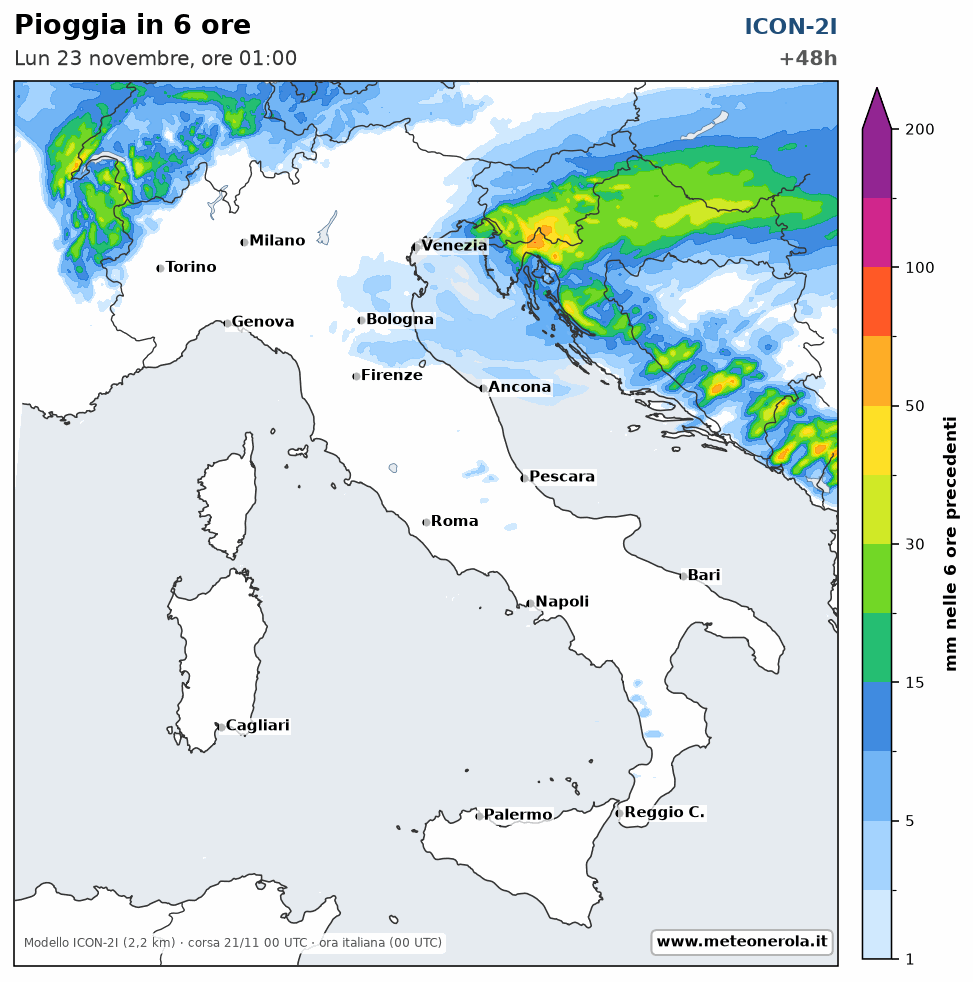 Pioggia in 6 ore
ICON-2I
Lun 23 novembre, ore 01:00
+48h
200
100
50
30
15
5
1
mm nelle 6 ore precedenti
Milano
Venezia
Torino
Genova
Bologna
Firenze
Ancona
Pescara
Roma
Bari
Napoli
Cagliari
Palermo
Reggio C.
Modello ICON-2I (2,2 km) · corsa 21/11 00 UTC · ora italiana (00 UTC)
www.meteonerola.it